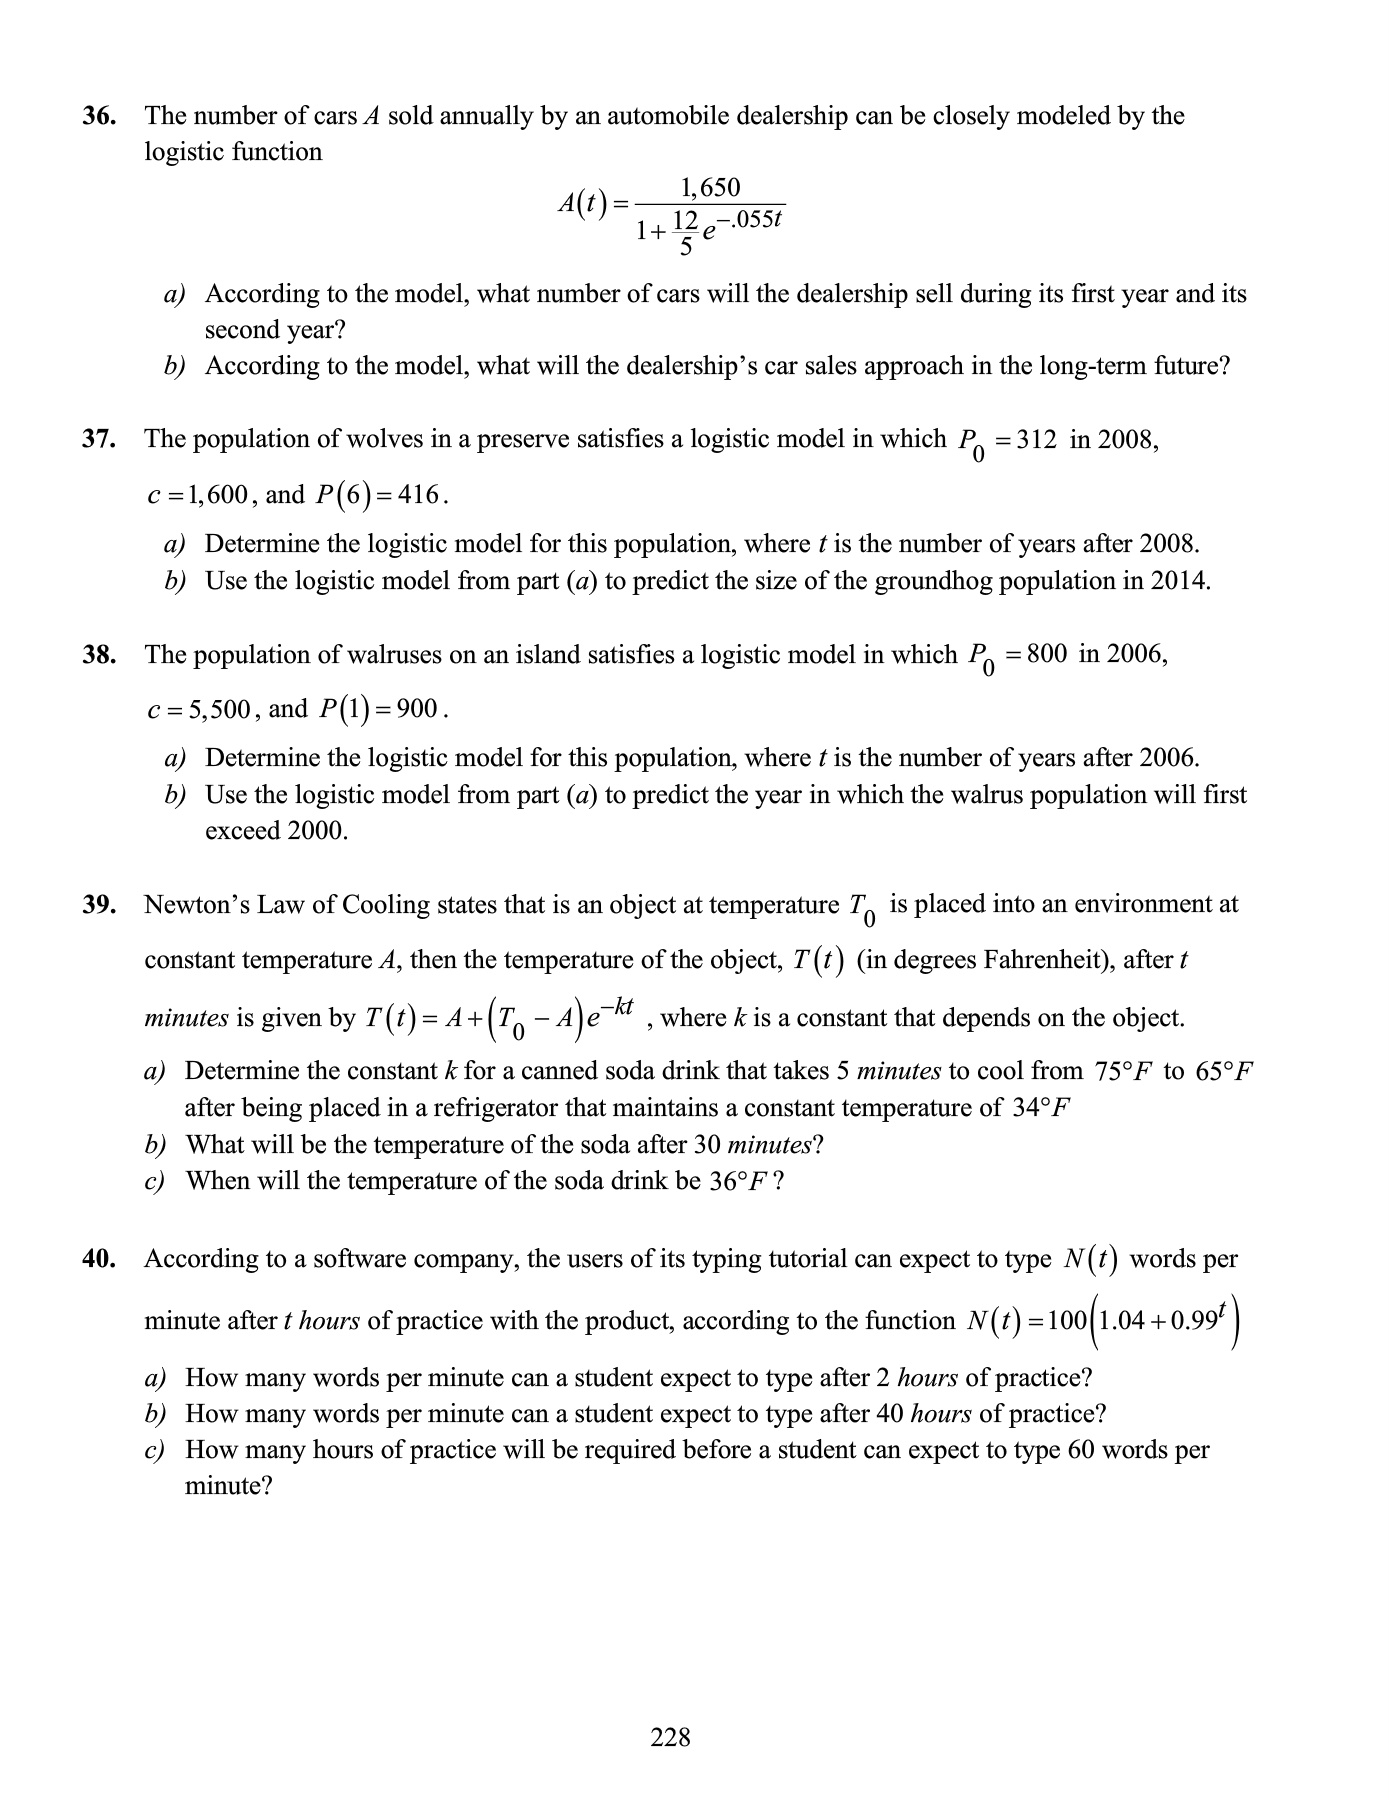 36. The number of cars A sold annually by an automobile dealership can be closely modeled by the
logistic function
A(t) = 1,650 / (1 + 12/5 e^(-.055t))
a) According to the model, what number of cars will the dealership sell during its first year and its
second year?
b) According to the model, what will the dealership's car sales approach in the long-term future?
37. The population of wolves in a preserve satisfies a logistic model in which P₀ = 312 in 2008,
c = 1,600, and P(6) = 416.
a) Determine the logistic model for this population, where t is the number of years after 2008.
b) Use the logistic model from part (a) to predict the size of the groundhog population in 2014.
38. The population of walruses on an island satisfies a logistic model in which P₀ = 800 in 2006,
c = 5,500, and P(1) = 900.
a) Determine the logistic model for this population, where t is the number of years after 2006.
b) Use the logistic model from part (a) to predict the year in which the walrus population will first
exceed 2000.
39. Newton's Law of Cooling states that is an object at temperature T₀ is placed into an environment at
constant temperature A, then the temperature of the object, T(t) (in degrees Fahrenheit), after t
minutes is given by T(t) = A + (T₀ − A)e^(−kt), where k is a constant that depends on the object.
a) Determine the constant k for a canned soda drink that takes 5 minutes to cool from 75°F to 65°F
after being placed in a refrigerator that maintains a constant temperature of 34°F
b) What will be the temperature of the soda after 30 minutes?
c) When will the temperature of the soda drink be 36°F?
40. According to a software company, the users of its typing tutorial can expect to type N(t) words per
minute after t hours of practice with the product, according to the function N(t) = 100(1.04 + 0.99^t)
a) How many words per minute can a student expect to type after 2 hours of practice?
b) How many words per minute can a student expect to type after 40 hours of practice?
c) How many hours of practice will be required before a student can expect to type 60 words per
minute?
228